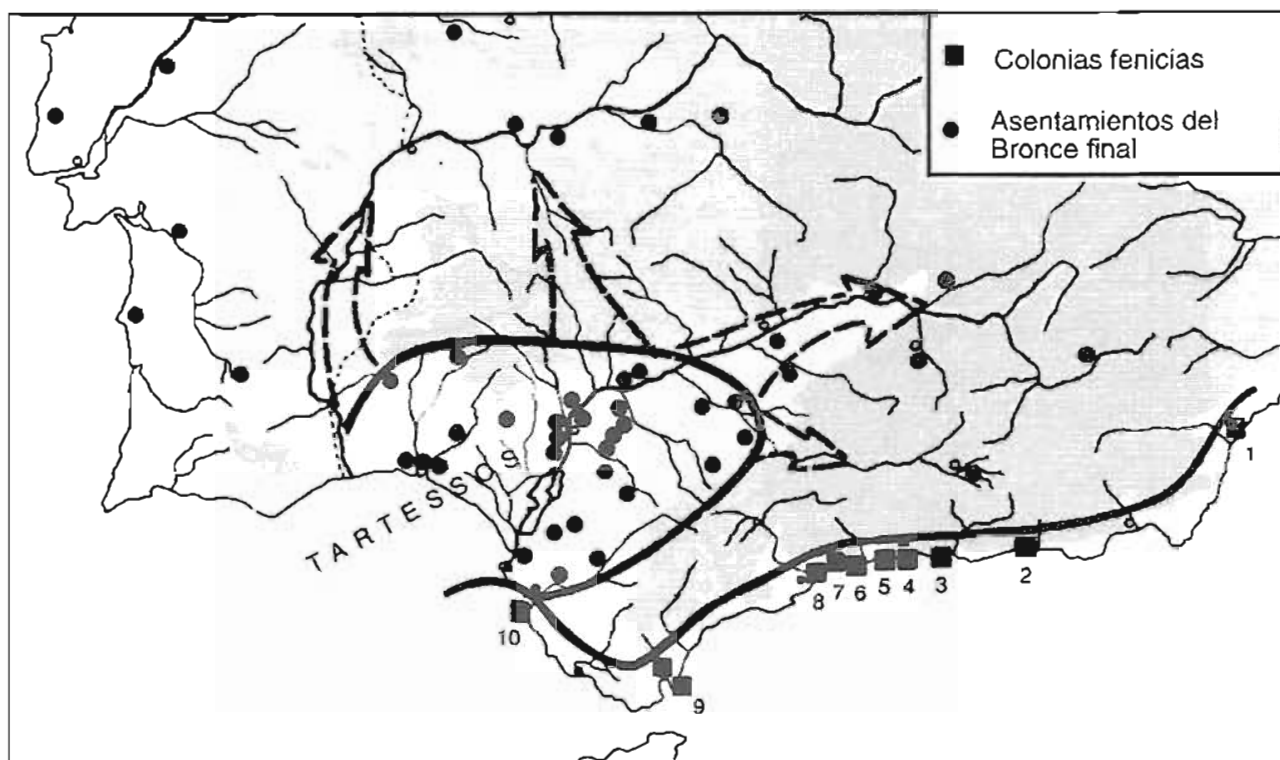 Colonias fenicias
Asentamientos del
Bronce final
TARTESSOS
1
2
3
4
5
6
7
8
9
10